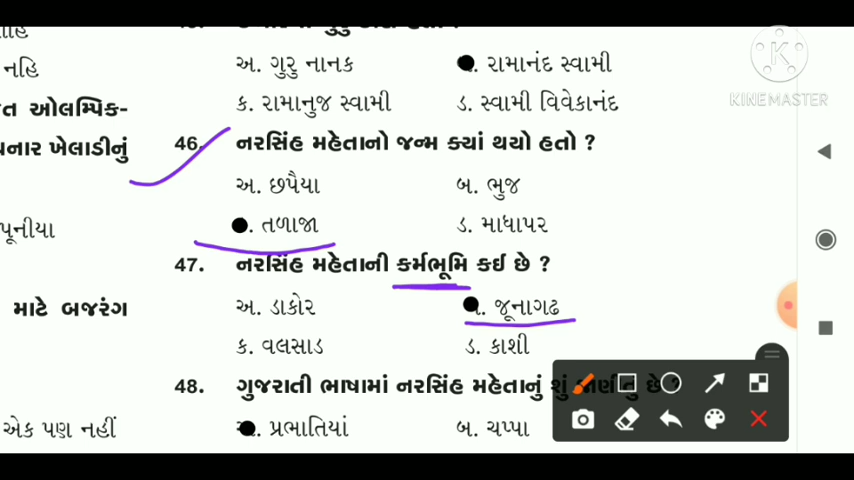 અ. ગુરુ નાનક
રામાનંદ સ્વામી
નહિ
ક. રામાનુજ સ્વામી
ડ. સ્વામી વિવેકાનંદ
KINEMASTER
ઓલમ્પિક-
ખેલાડીનું
46. નરસિંહ મહેતાનો જન્મ ક્યાં થયો હતો ?
અ. છપૈયા
બ. ભુજ
પૂનીયા
તળાજા
ડ. માધાપર
47. નરસિંહ મહેતાની કર્મભૂમિ કઈ છે ?
માટે બજરંગ
અ. ડાકોર
જૂનાગઢ
ક. વલસાડ
ડ. કાશી
48. ગુજરાતી ભાષામાં નરસિંહ મહેતાનું શું
એક પણ નહીં
પ્રભાતિયાં
બ. ચપ્પા